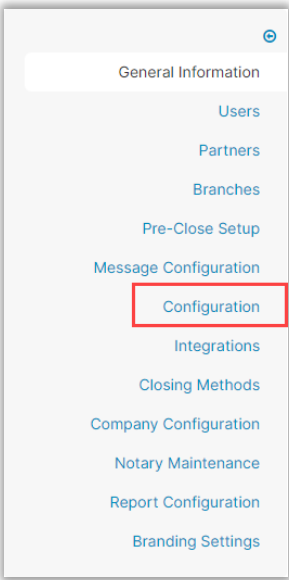 General Information
Users
Partners
Branches
Pre-Close Setup
Message Configuration
Configuration
Integrations
Closing Methods
Company Configuration
Notary Maintenance
Report Configuration
Branding Settings